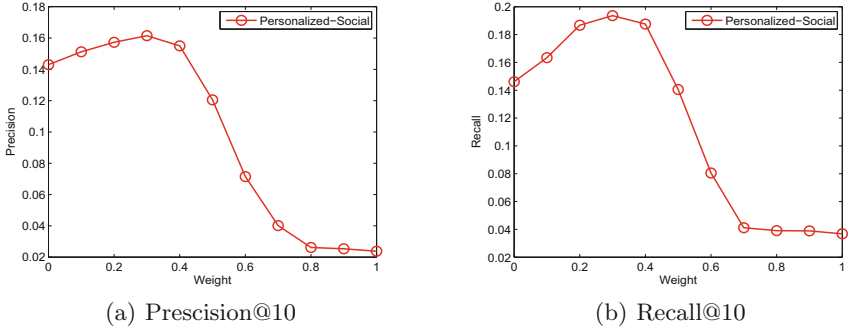 0.18
0.16
0.14
0.12
0.1
0.08
0.06
0.04
0.02
Precision
0 0.2 0.4 0.6 0.8 1
Weight
Personalized-Social
(a) Prescision@10
0.2
0.18
0.16
0.14
0.12
0.1
0.08
0.06
0.04
0.02
Recall
0 0.2 0.4 0.6 0.8 1
Weight
Personalized-Social
(b) Recall@10